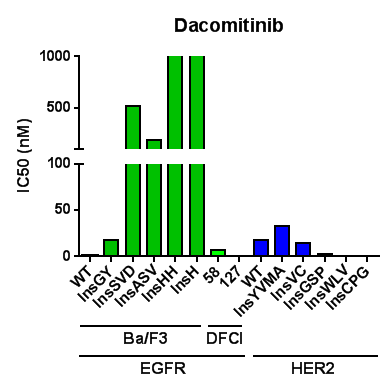 Dacomitinib
IC50 (nM)
1000
500
100
50
0
WT
InsGY
InsSVD
InsASV
InsHH
InsH
58
127
WT
InsYVMA
InsVC
InsGSP
InsWLV
InsCPG
Ba/F3
DFCI
EGFR
HER2